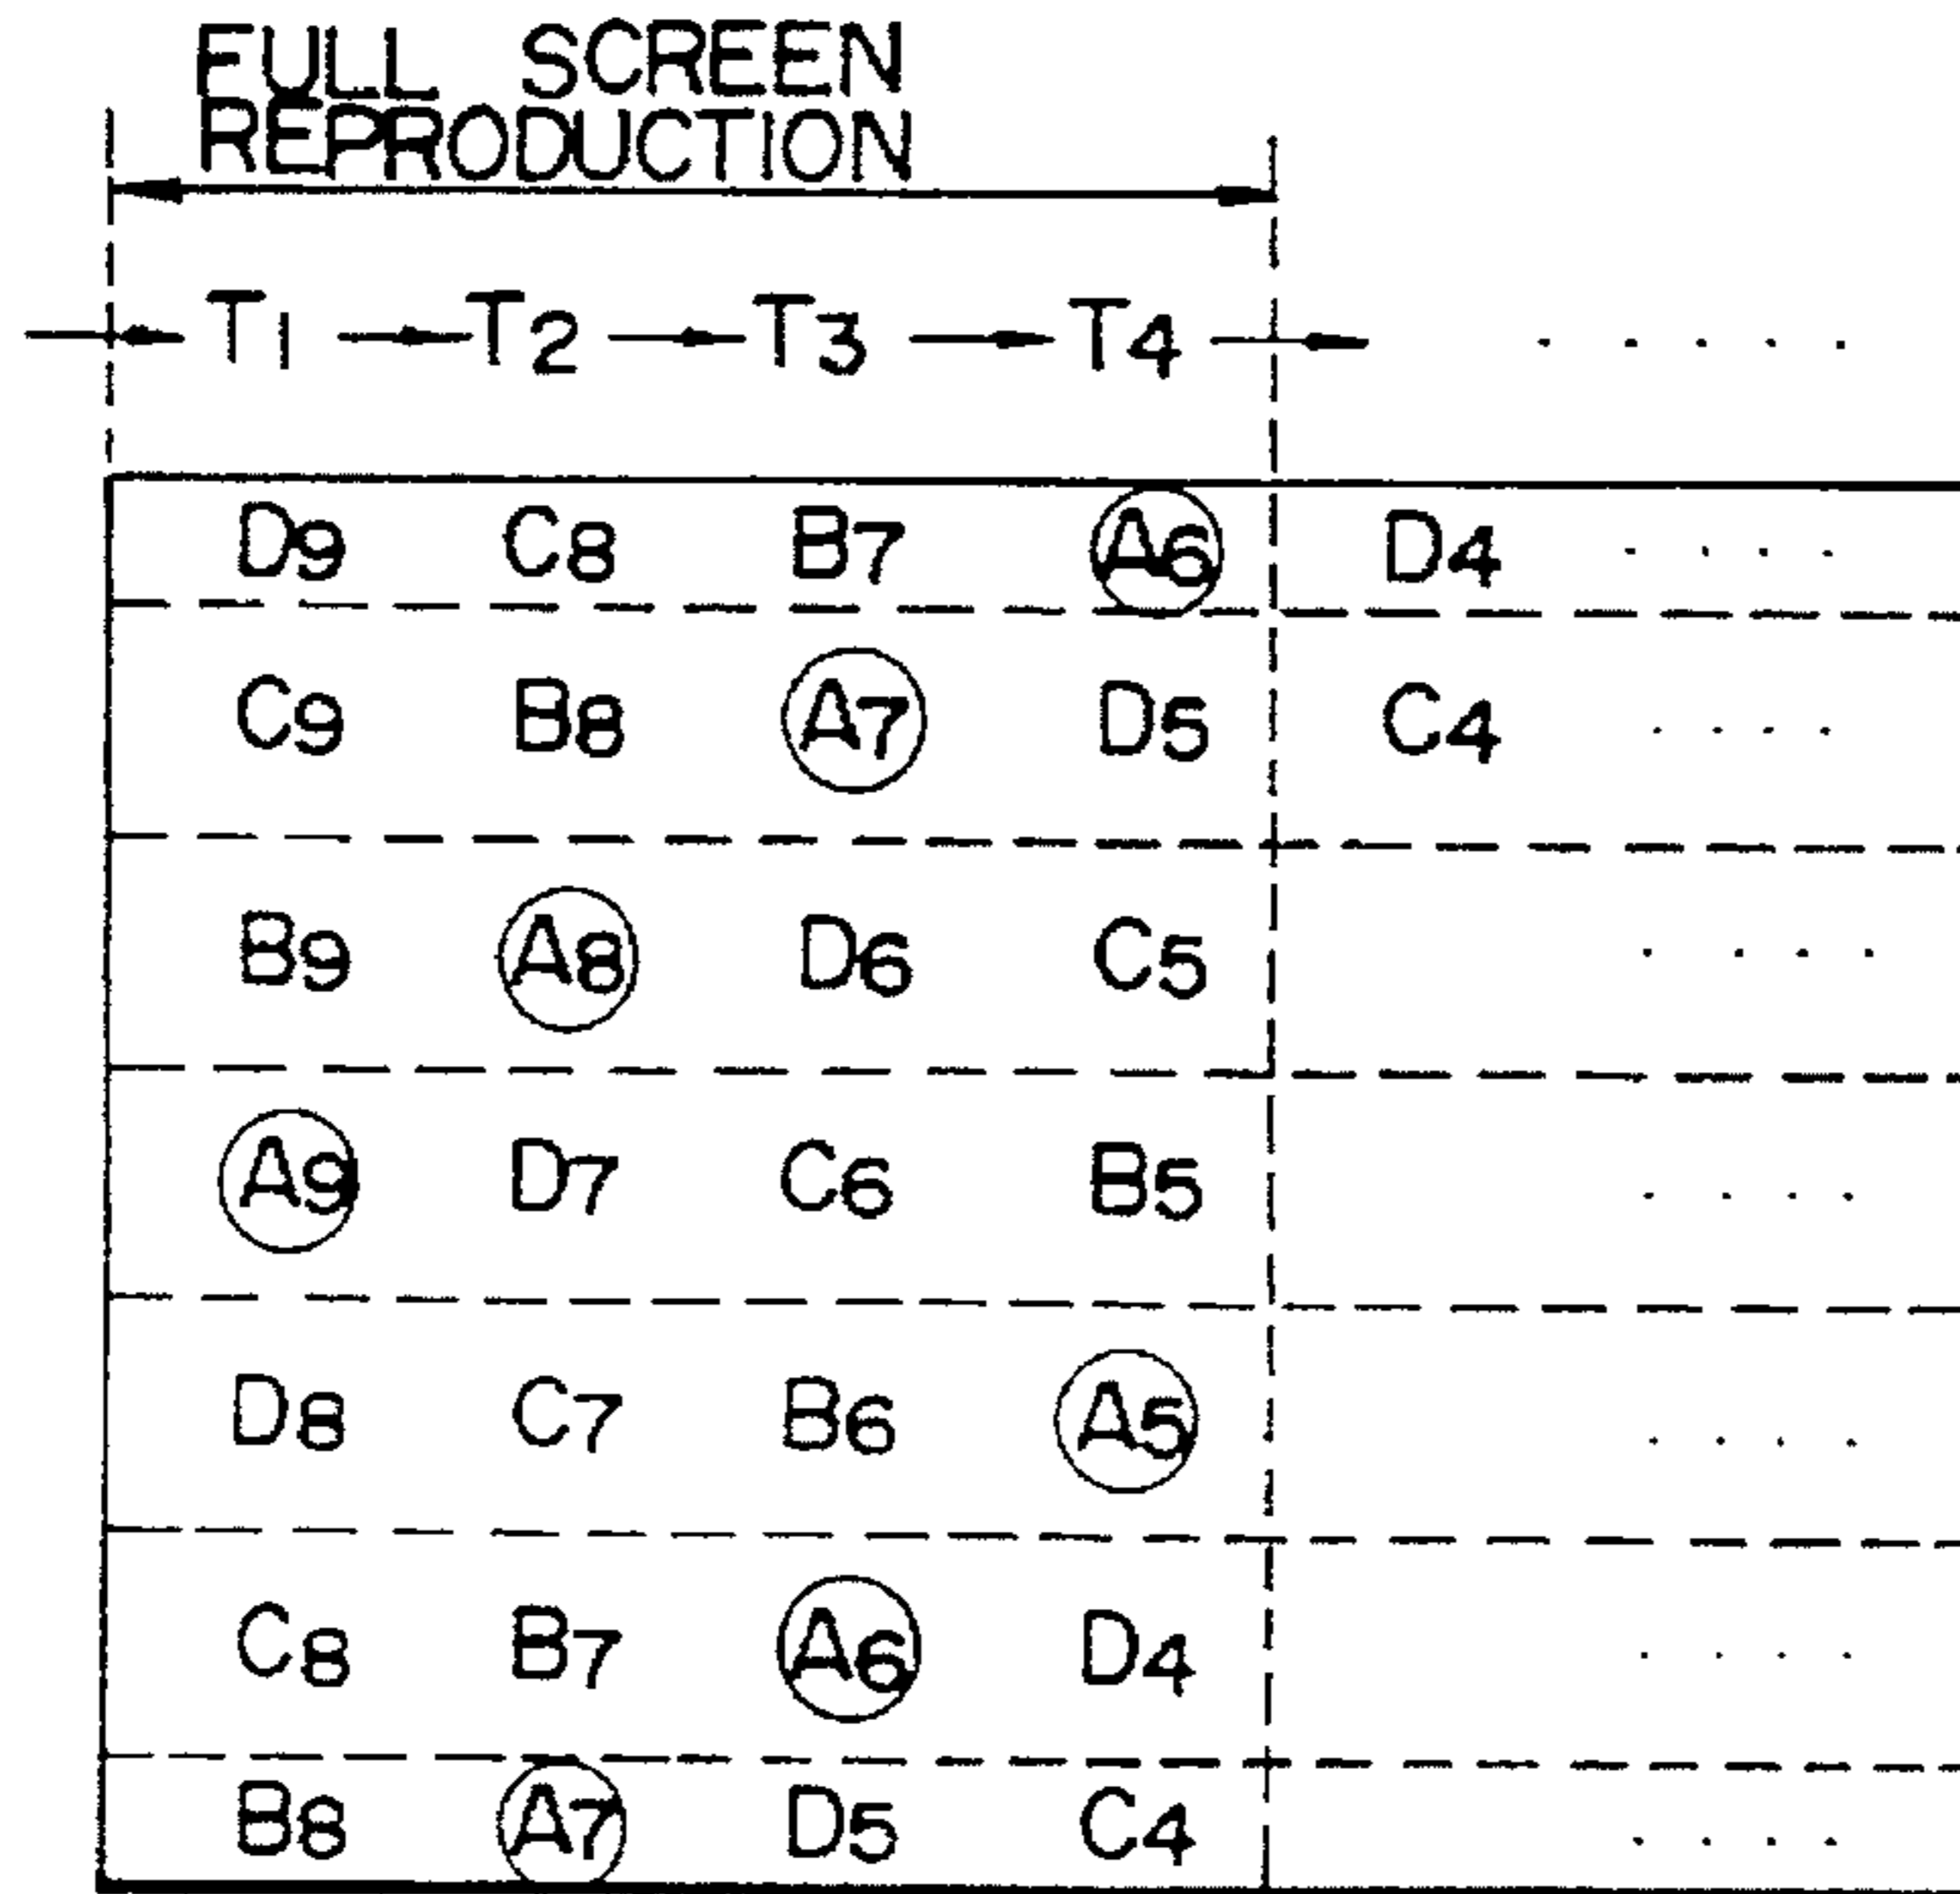 FULL SCREEN
REPRODUCTION
T1 T2 T3 T4 . . . . .
D9 C8 B7 A6 D4 . . . .
C9 B8 A7 D5 C4 . . . .
B9 A8 D6 C5 . . . .
A9 D7 C6 B5 . . . .
D8 C7 B6 A5 . . . .
C8 B7 A6 D4 . . . .
B8 A7 D5 C4 . . . .